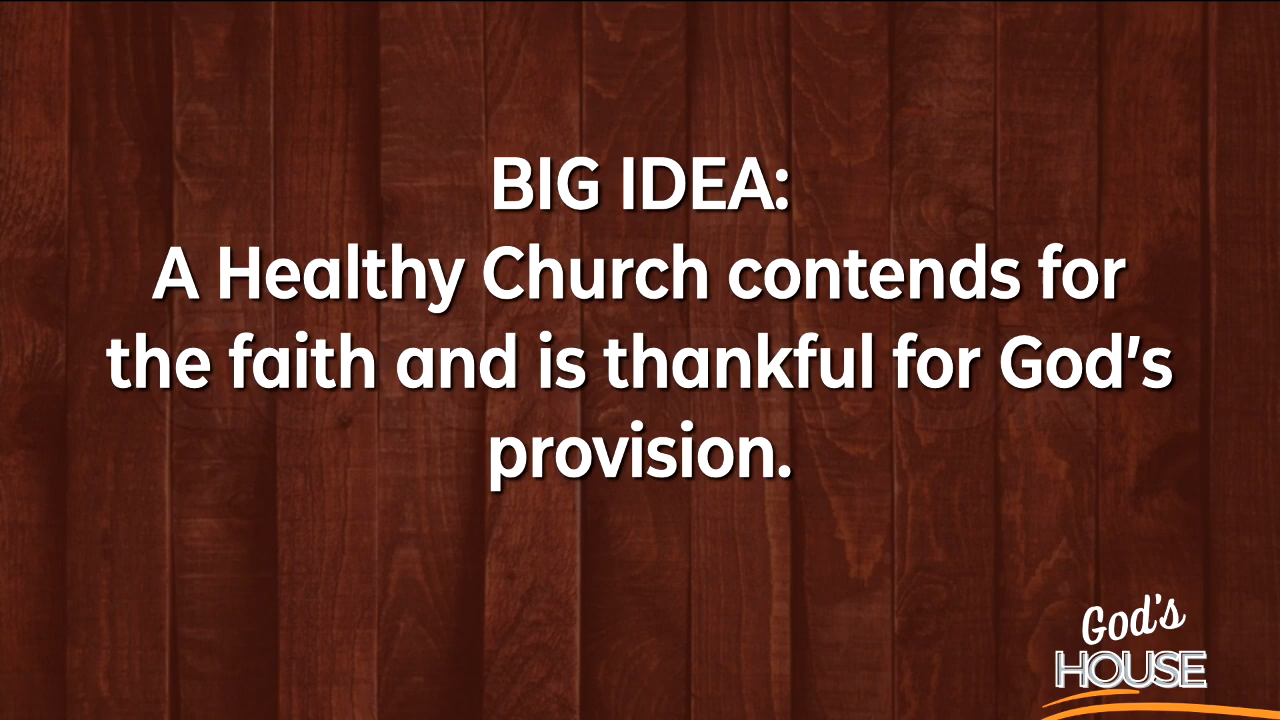 BIG IDEA:
A Healthy Church contends for
the faith and is thankful for God's
provision.
God's
HOUSE